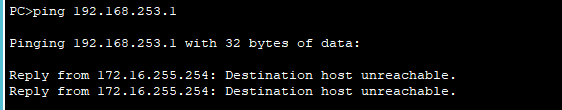 PC>ping 192.168.253.1
Pinging 192.168.253.1 with 32 bytes of data:
Reply from 172.16.255.254: Destination host unreachable.
Reply from 172.16.255.254: Destination host unreachable.